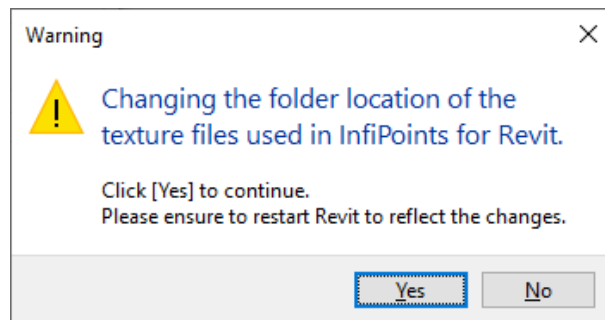 Warning
Changing the folder location of the
texture files used in InfiPoints for Revit.
Click [Yes] to continue.
Please ensure to restart Revit to reflect the changes.
Yes
No